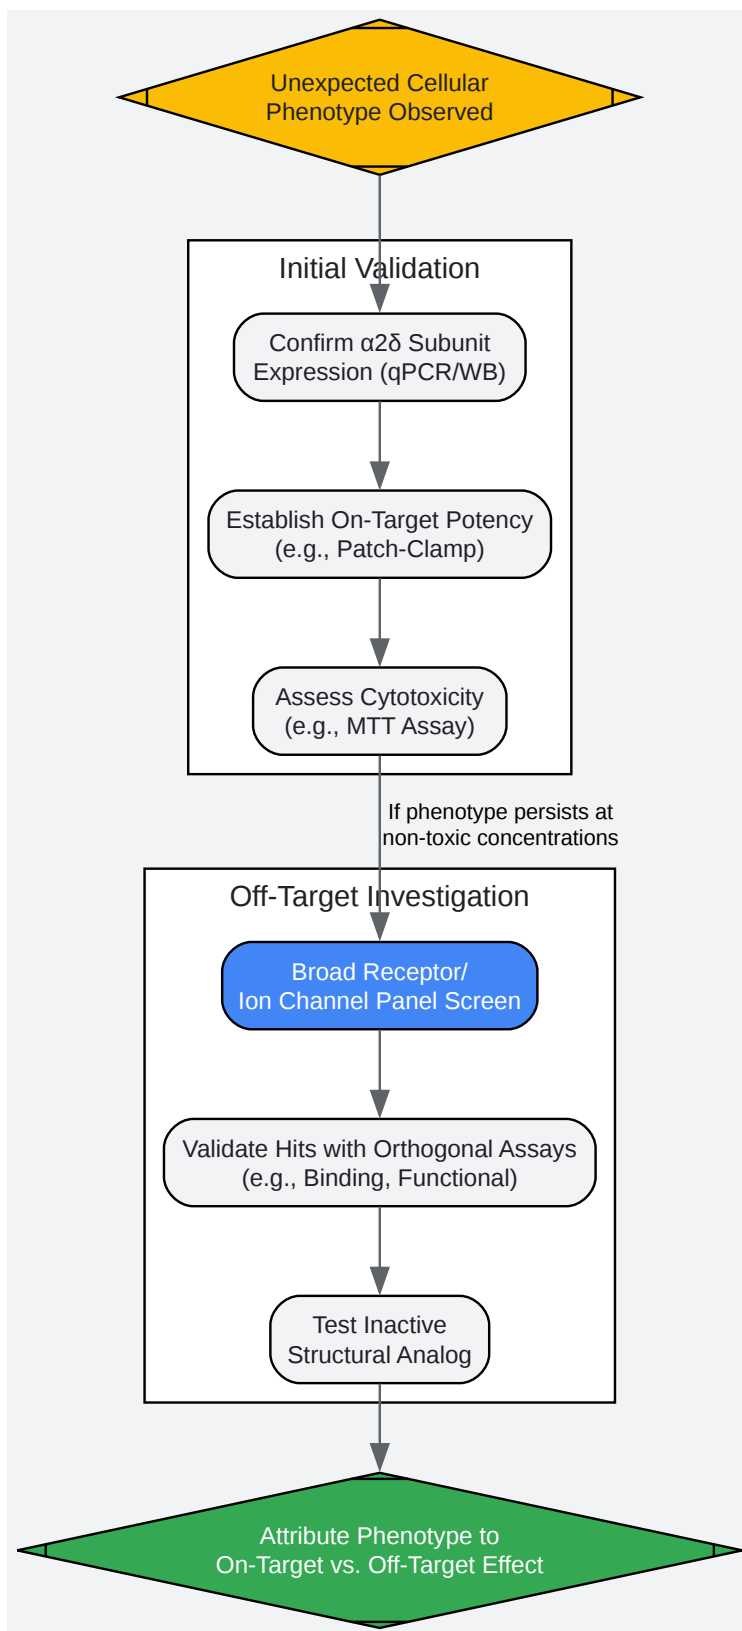 Unexpected Cellular
Phenotype Observed
Initial Validation
Confirm α2δ Subunit
Expression (qPCR/WB)
Establish On-Target Potency
(e.g., Patch-Clamp)
Assess Cytotoxicity
(e.g., MTT Assay)
If phenotype persists at
non-toxic concentrations
Off-Target Investigation
Broad Receptor/
Ion Channel Panel Screen
Validate Hits with Orthogonal Assays
(e.g., Binding, Functional)
Test Inactive
Structural Analog
Attribute Phenotype to
On-Target vs. Off-Target Effect